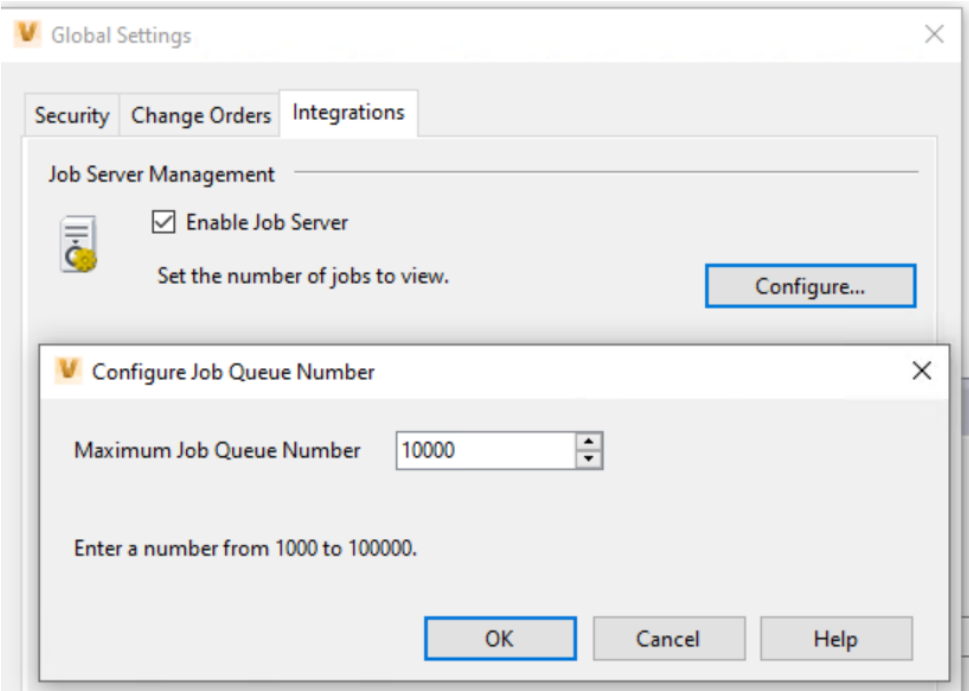 Global Settings
Security Change Orders Integrations
Job Server Management
Enable Job Server
Set the number of jobs to view.
Configure...
Configure Job Queue Number
Maximum Job Queue Number 10000
Enter a number from 1000 to 100000.
OK Cancel Help